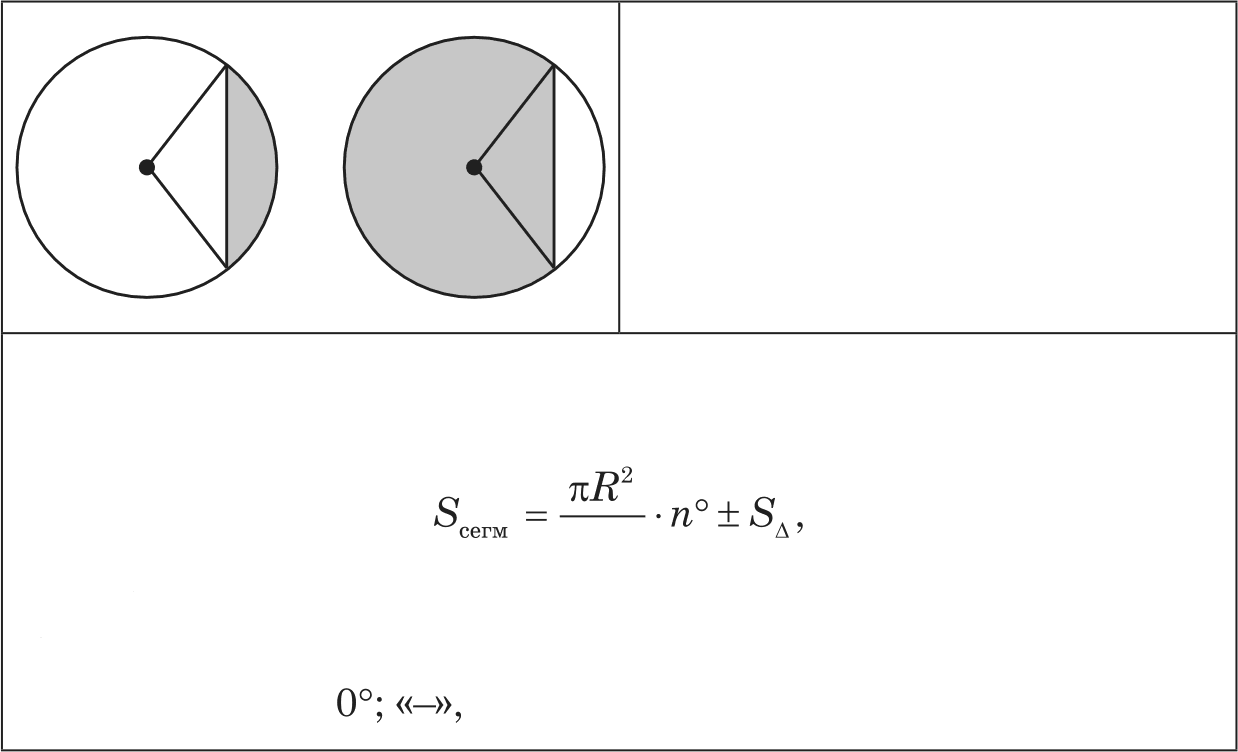 S_сегм = πR² / · n° ± S_Δ,
0°; «–»,